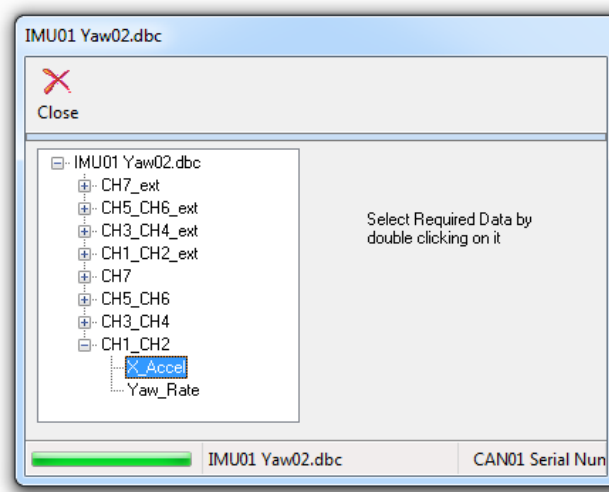 IMU01 Yaw02.dbc
Close
IMU01 Yaw02.dbc
CH7_ext
CH5_CH6_ext
CH3_CH4_ext
CH1_CH2_ext
CH7
CH5_CH6
CH3_CH4
CH1_CH2
X_Accel
Yaw_Rate
Select Required Data by
double clicking on it
IMU01 Yaw02.dbc
CAN01 Serial Nun